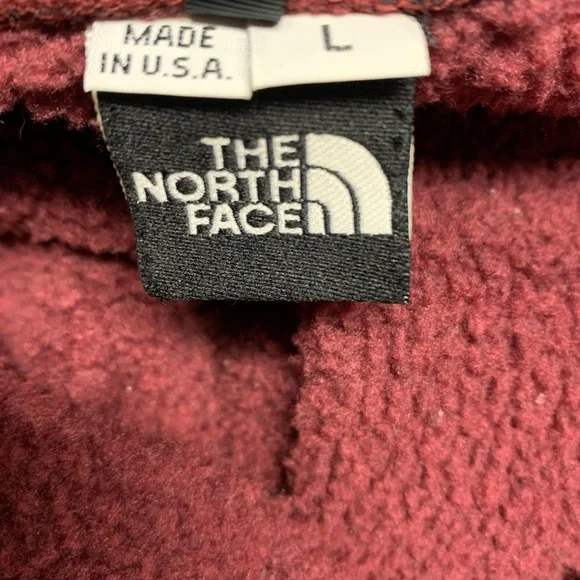 MADE
IN U.S.A.
L
THE
NORTH
FACE